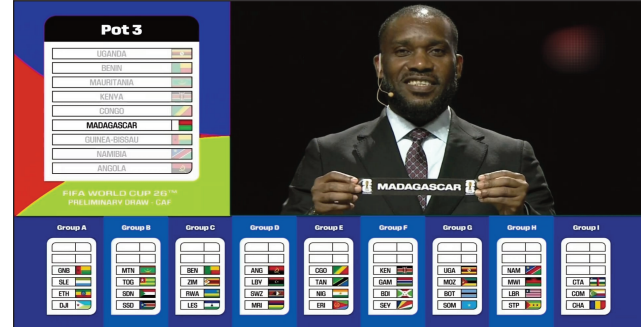 Pot 3
UGANDA
BENIN
MAURITANIA
KENYA
CONGO
MADAGASCAR
GUINEA-BISSAU
NAMIBIA
ANGOLA
FIFA WORLD CUP 26™
PRELIMINARY DRAW - CAF
MADAGASCAR
Group A
GNB
SLE
ETH
DJI
Group B
MTN
TOG
SDN
SSD
Group C
BEN
ZIM
RWA
LES
Group D
ANG
LBY
SWZ
MRI
Group E
CGO
TAN
NIG
ERI
Group F
KEN
GAM
BDI
SEY
Group G
UGA
MOZ
BOT
SOM
Group H
NAM
MWI
LBR
STP
Group I
CTA
COM
CHA